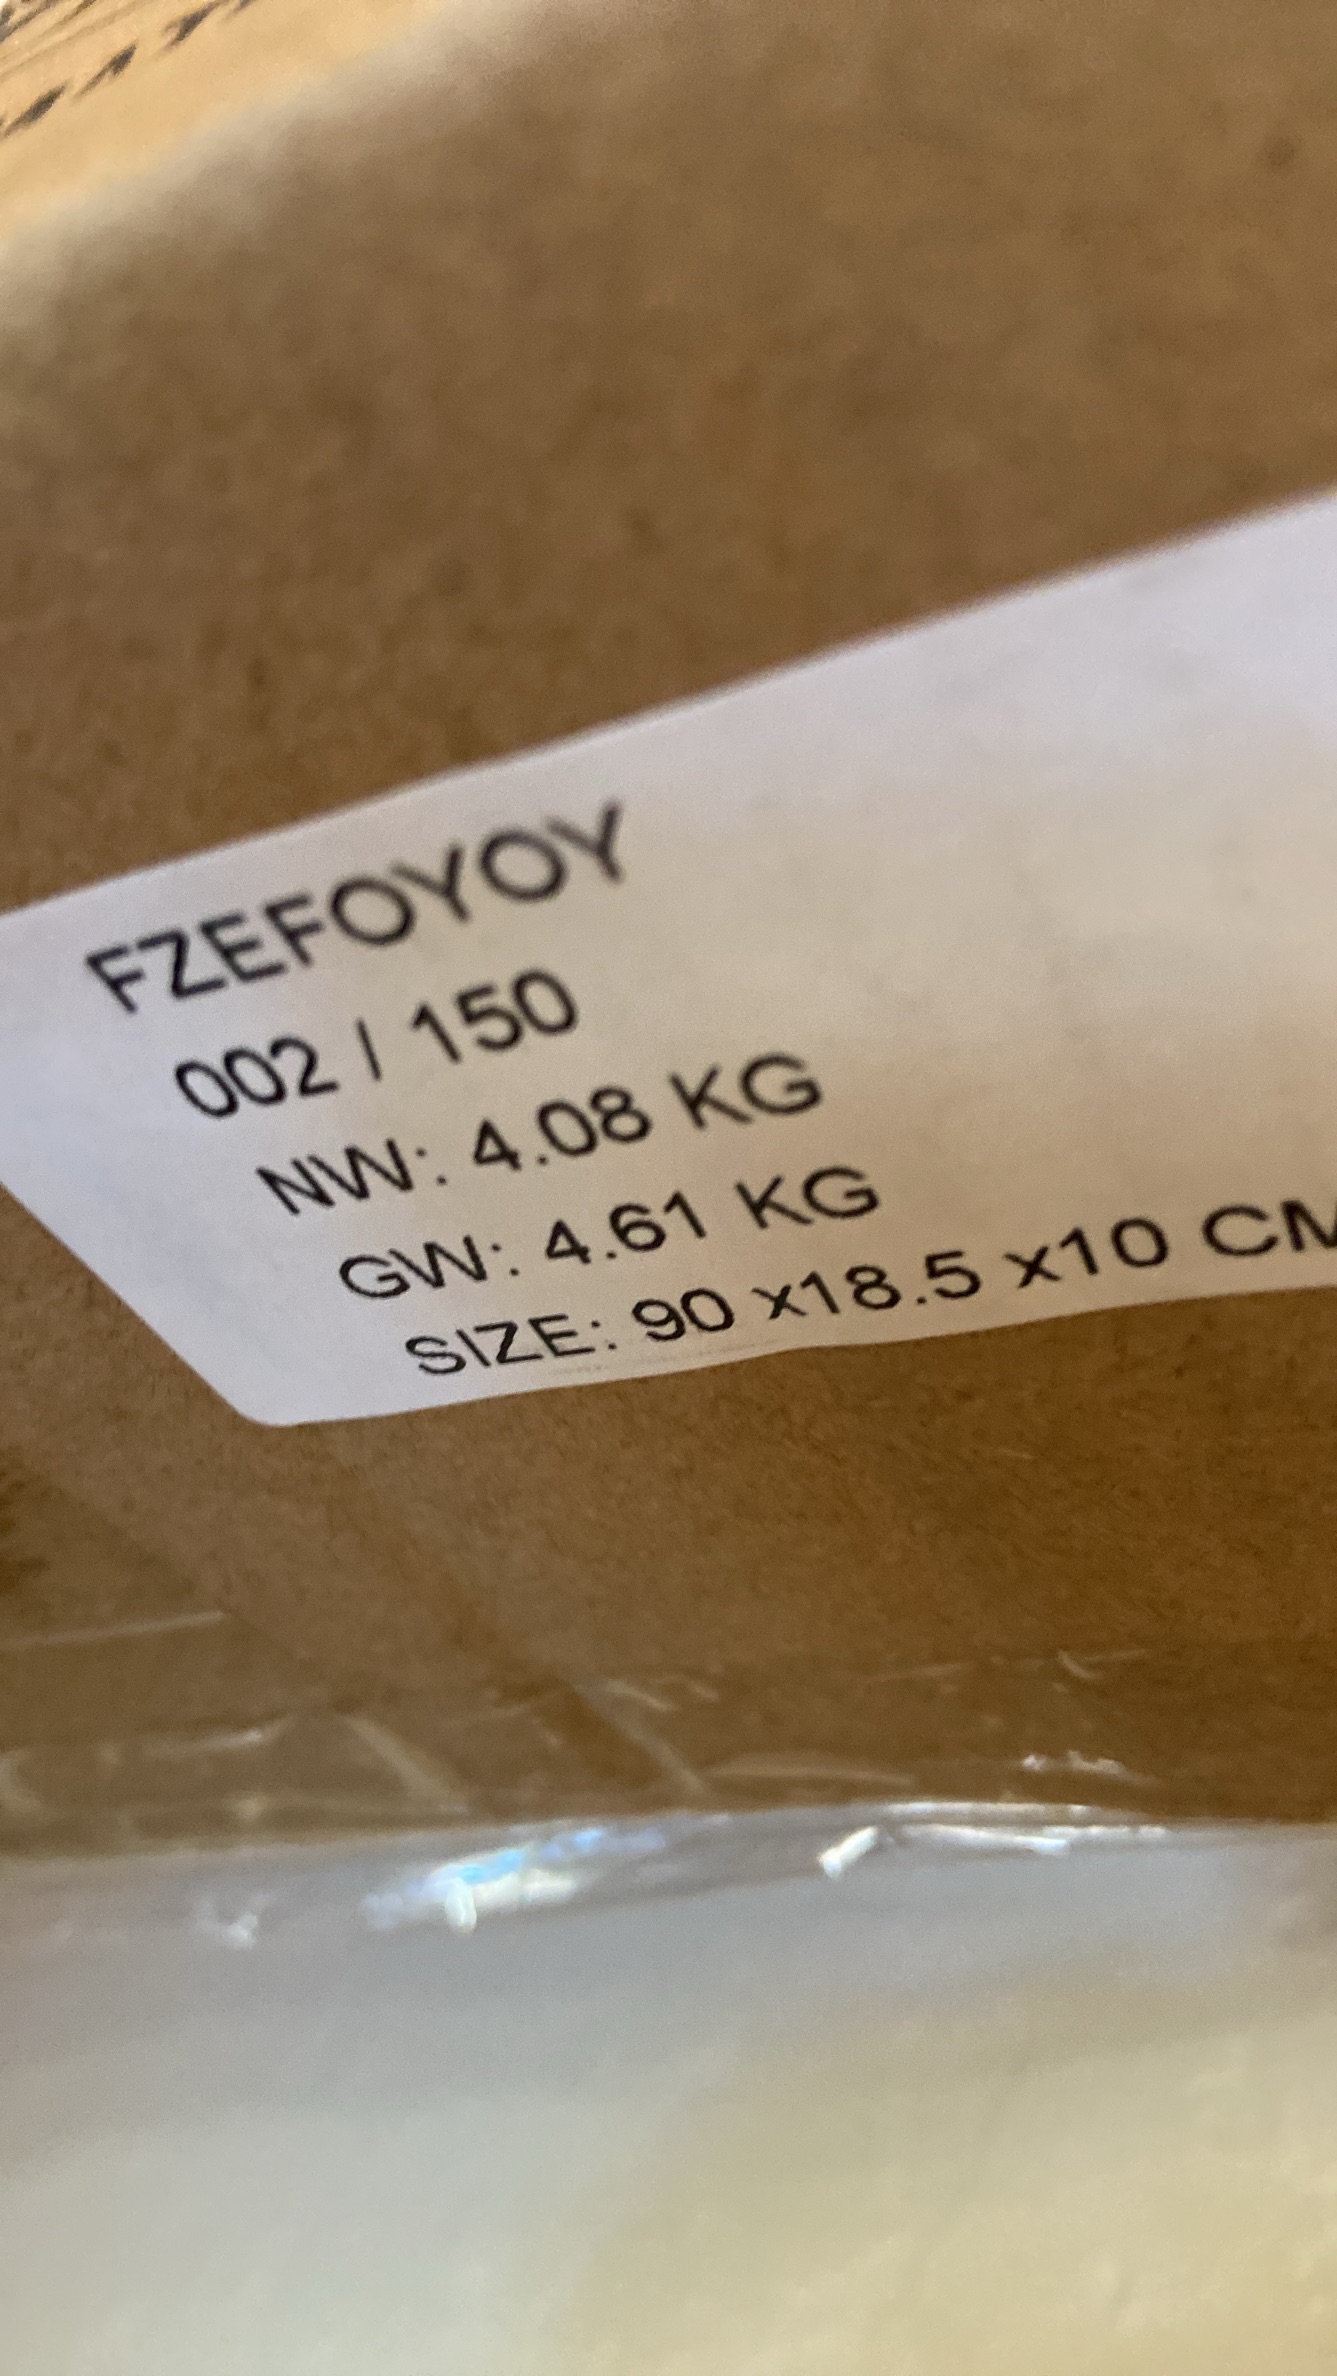 FZEFOYOY
002 / 150
NW: 4.08 KG
GW: 4.61 KG
SIZE: 90 x18.5 x10 CM